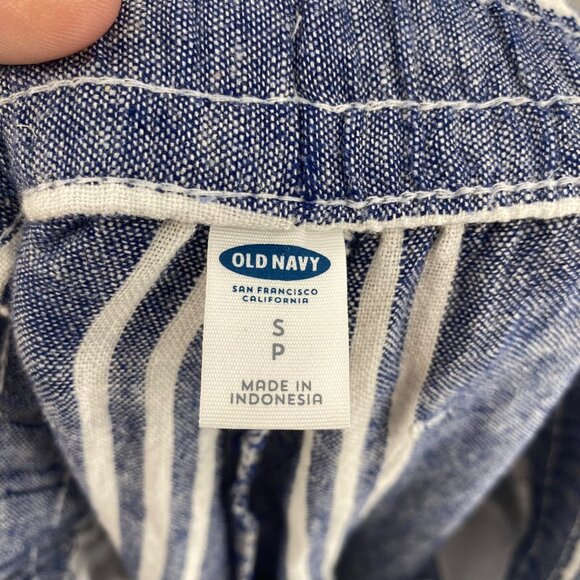 OLD NAVY
SAN FRANCISCO
CALIFORNIA
S
P
MADE IN
INDONESIA